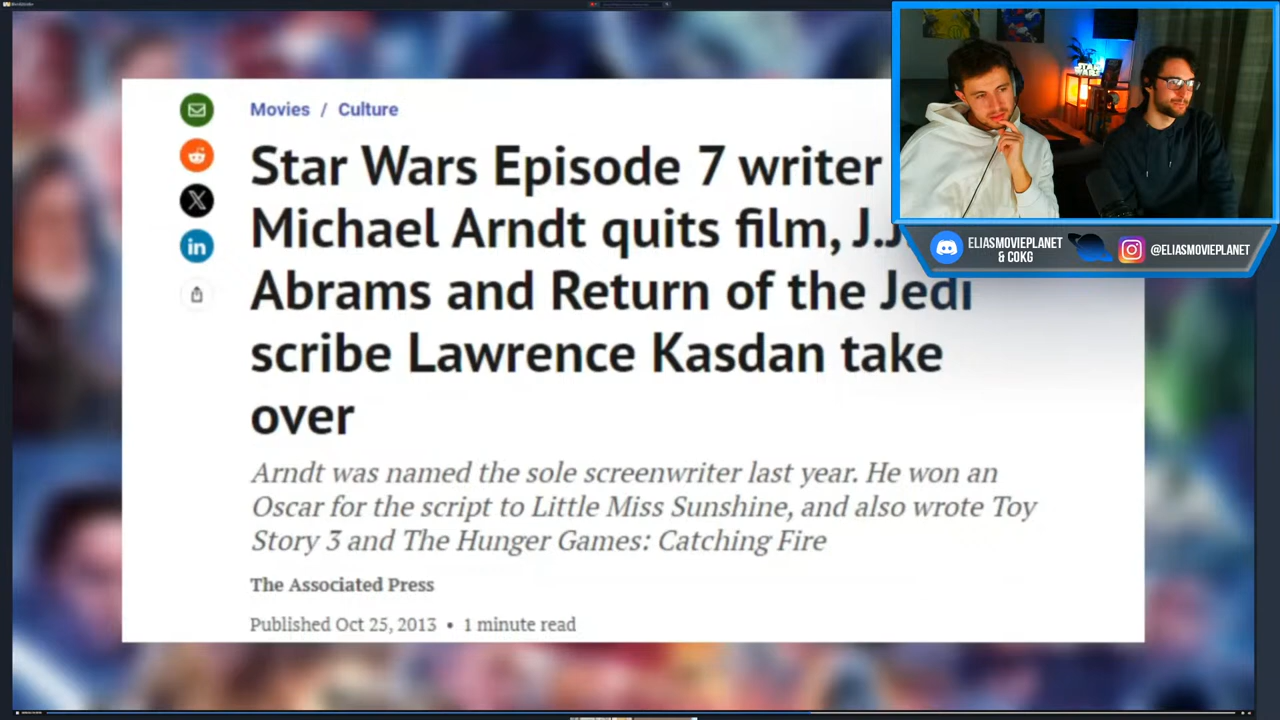 Movies / Culture
Star Wars Episode 7 writer
Michael Arndt quits film, J.J.
Abrams and Return of the Jedi
scribe Lawrence Kasdan take
over
Arndt was named the sole screenwriter last year. He won an
Oscar for the script to Little Miss Sunshine, and also wrote Toy
Story 3 and The Hunger Games: Catching Fire
The Associated Press
Published Oct 25, 2013 • 1 minute read
in
STAR
WARS
ELIASMOVIEPLANET
& COKG
@ELIASMOVIEPLANET